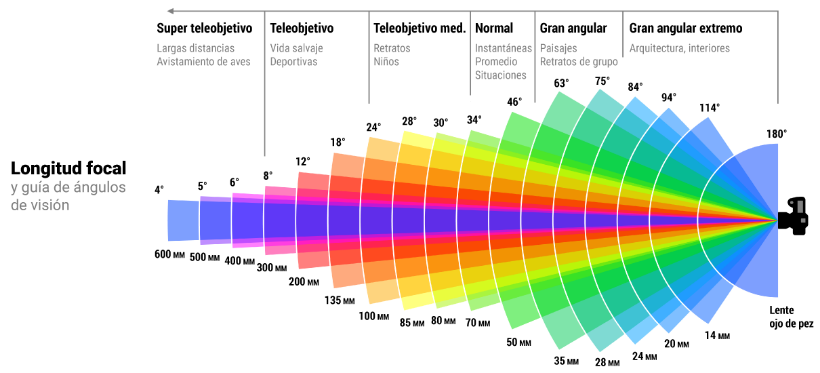 Super teleobjetivo
Largas distancias
Avistamiento de aves
Teleobjetivo
Vida salvaje
Deportivas
Teleobjetivo med.
Retratos
Niños
Normal
Instantáneas
Promedio
Situaciones
Gran angular
Paisajes
Retratos de grupo
Gran angular extremo
Arquitectura, interiores
Longitud focal
y guía de ángulos
de visión
4°
5°
6°
8°
12°
18°
24°
28°
30°
34°
46°
63°
75°
84°
94°
114°
180°
600 MM
500 MM
400 MM
300 MM
200 MM
135 MM
100 MM
85 MM
80 MM
70 MM
50 MM
35 MM
28 MM
24 MM
20 MM
14 MM
Lente
ojo de pez